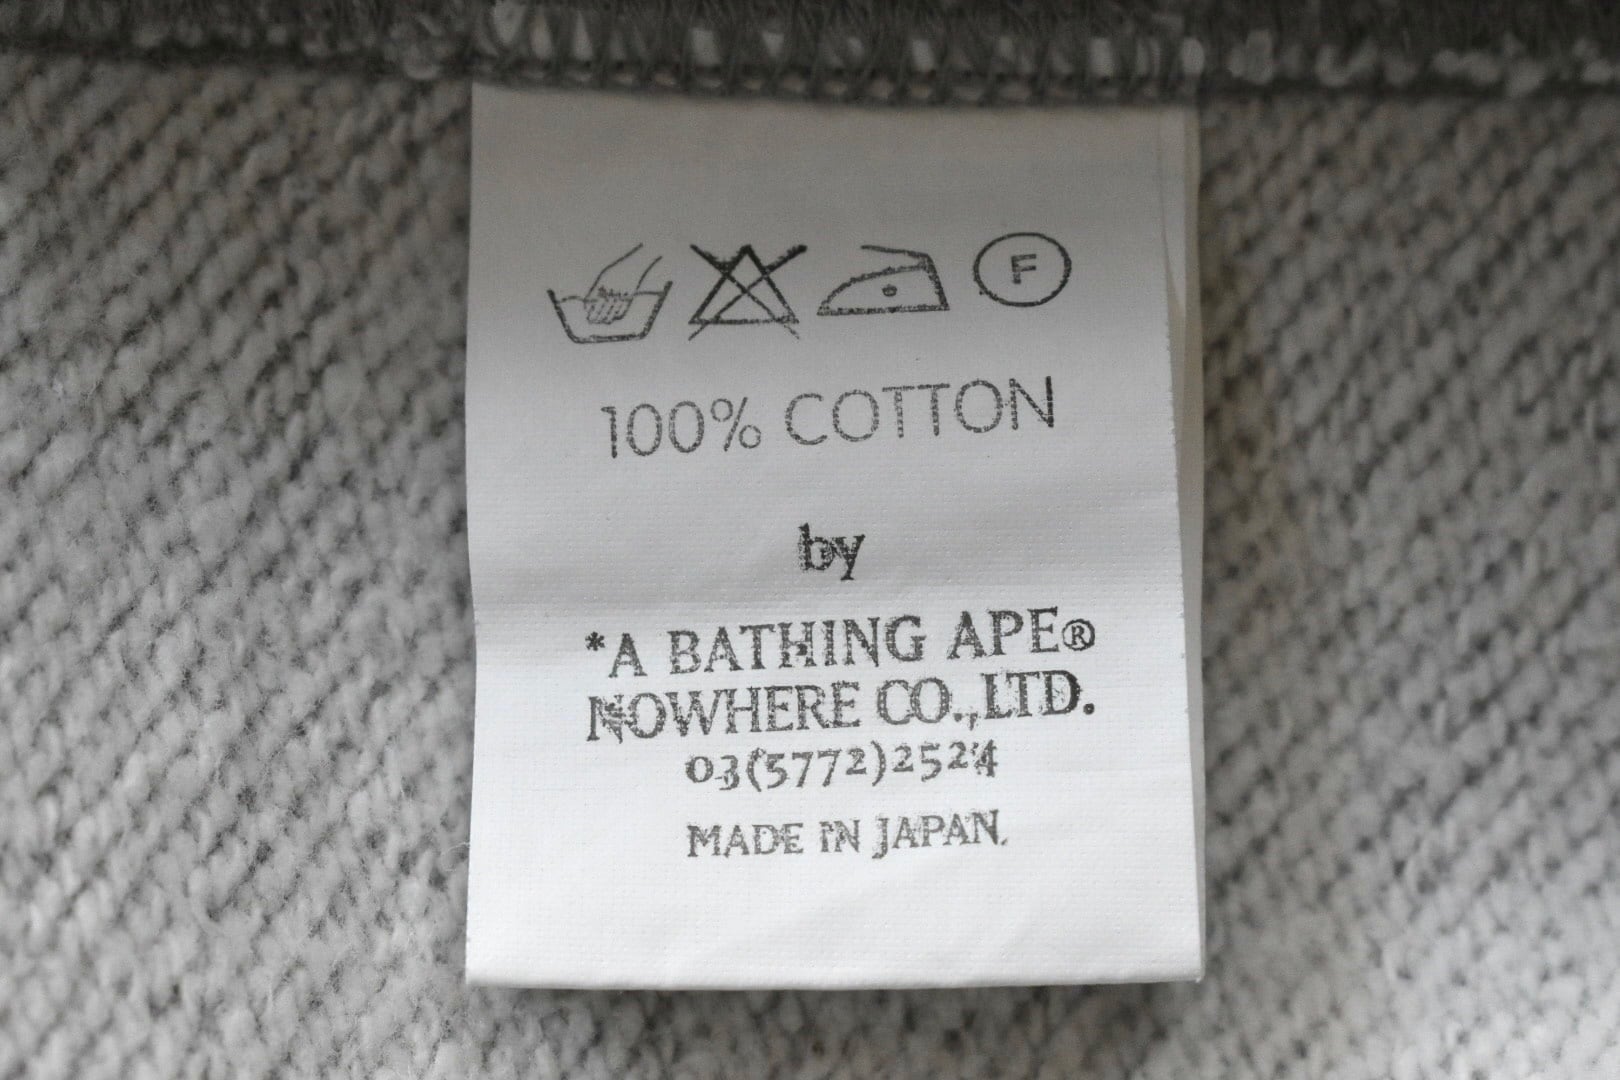 F
100% COTTON
by
*A BATHING APE®
NOWHERE CO.,LTD.
03(5772)2524
MADE IN JAPAN.